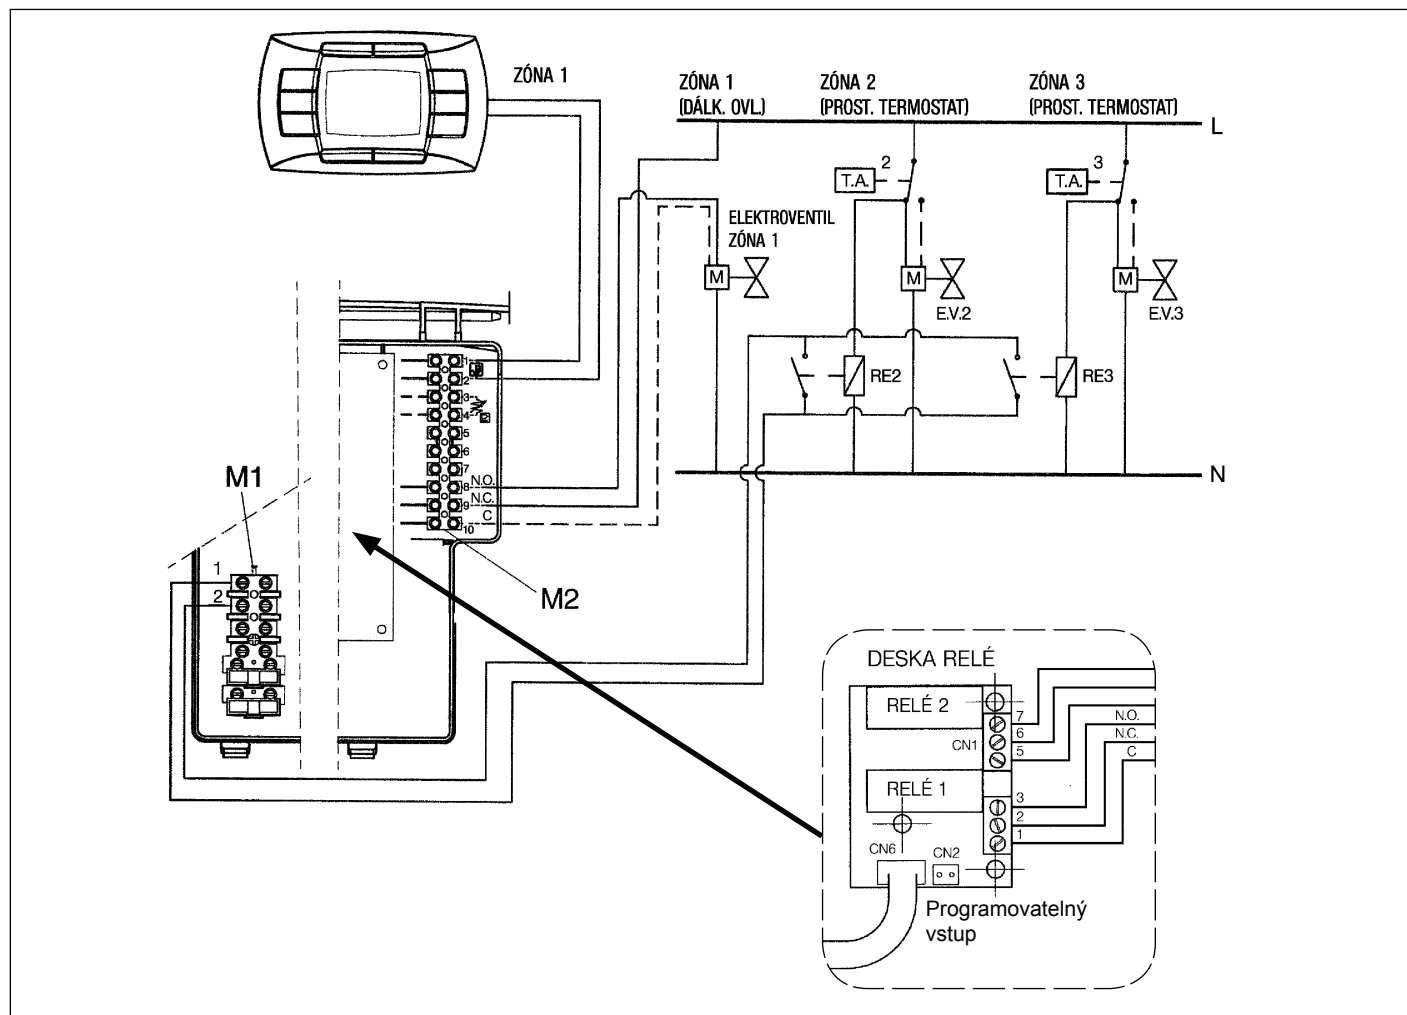 ZÓNA 1
ZÓNA 1
(DÁLK. OVL.)
ZÓNA 2
(PROST. TERMOSTAT)
ZÓNA 3
(PROST. TERMOSTAT)
L
2
T.A.
3
T.A.
ELEKTROVENTIL
ZÓNA 1
M
M
M
E.V.2
E.V.3
RE2
RE3
N
1
2
3
4
5
6
7
8
9
10
N.O.
N.C.
C
M1
1
2
M2
DESKA RELÉ
RELÉ 2
7
6
5
CN1
N.O.
N.C.
C
RELÉ 1
3
2
1
CN6
CN2
Programovatelný
vstup